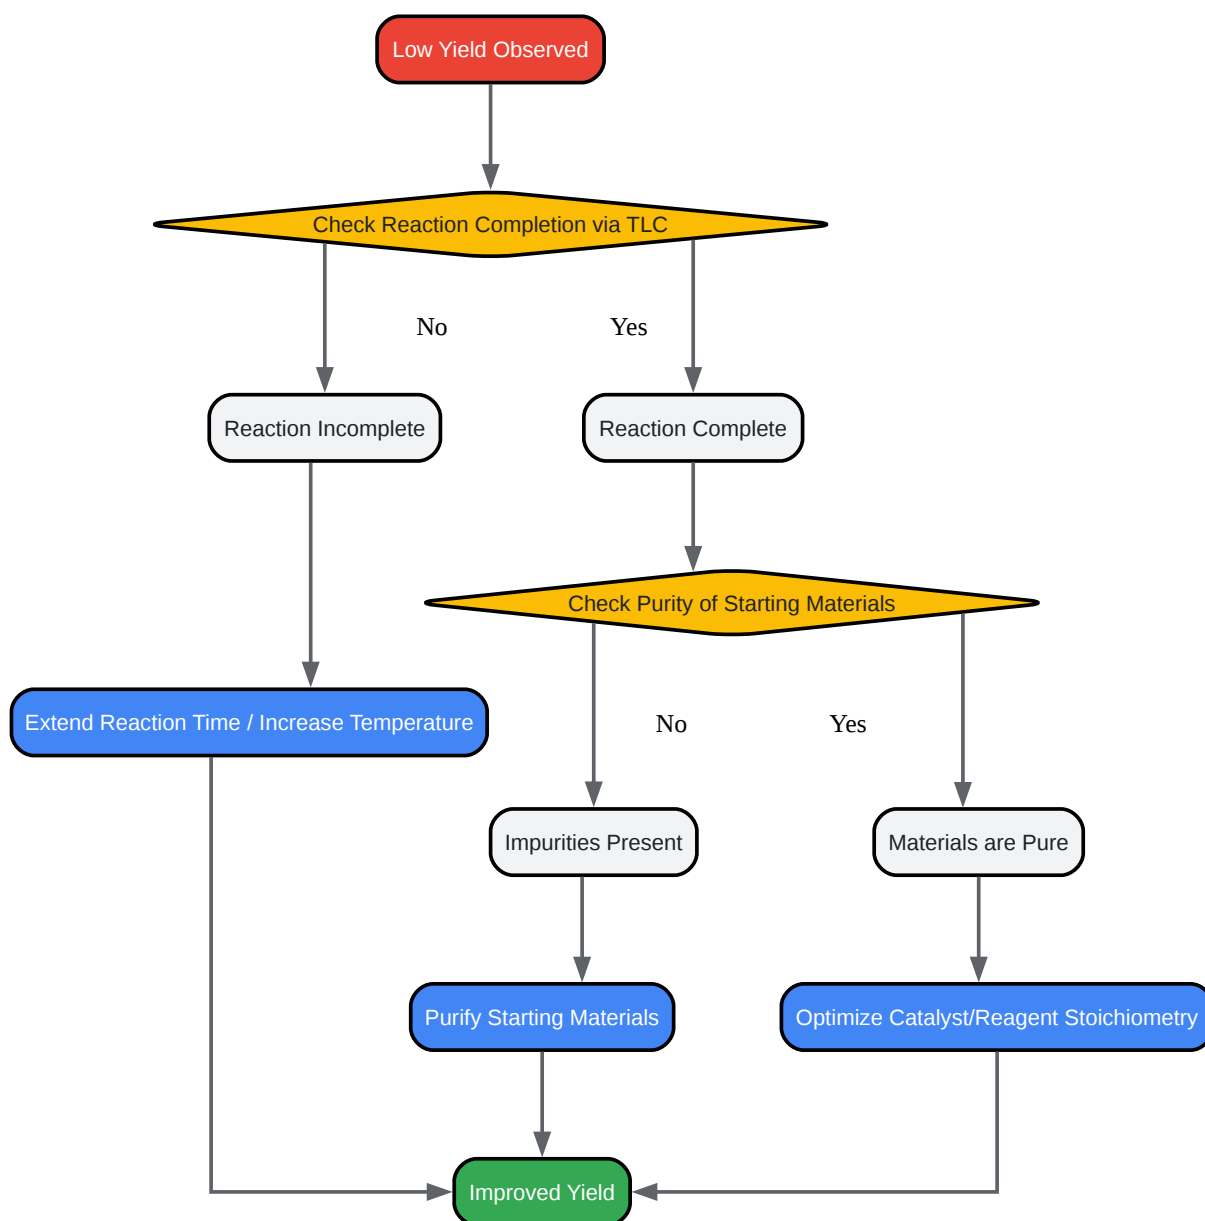 Low Yield Observed
Check Reaction Completion via TLC
No
Yes
Reaction Incomplete
Reaction Complete
Check Purity of Starting Materials
Extend Reaction Time / Increase Temperature
No
Yes
Impurities Present
Materials are Pure
Purify Starting Materials
Optimize Catalyst/Reagent Stoichiometry
Improved Yield